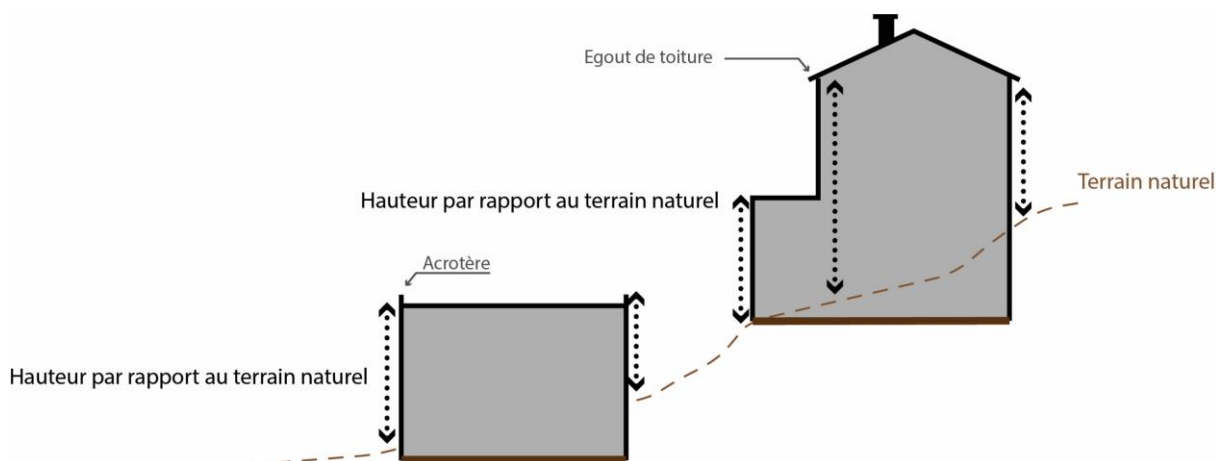 Egout de toiture
Terrain naturel
Hauteur par rapport au terrain naturel
Acrotère
Hauteur par rapport au terrain naturel